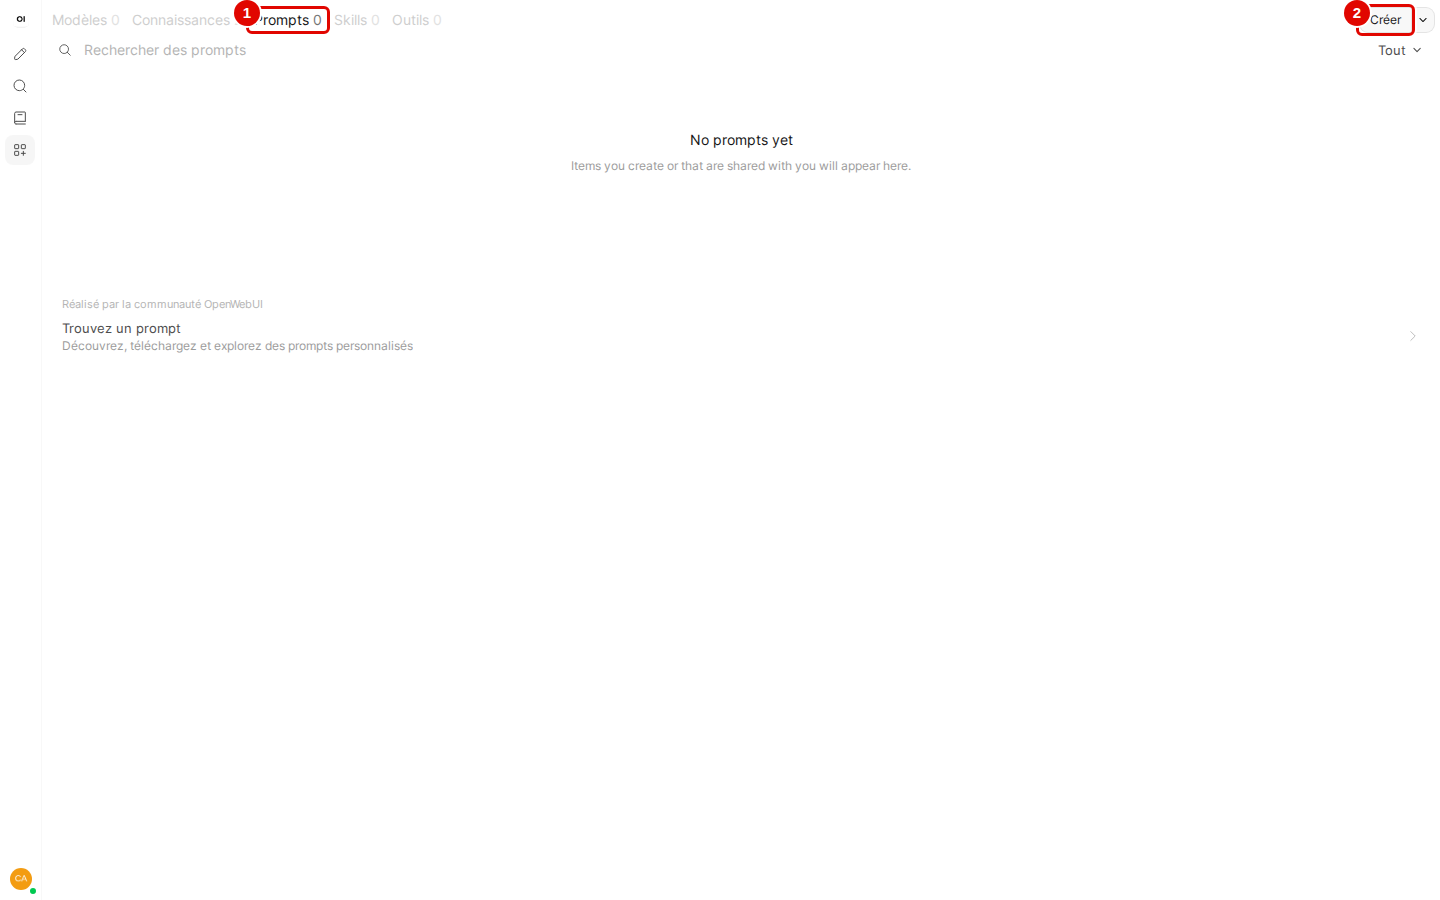 OI
Modèles 0 Connaissances Prompts 0 Skills 0 Outils 0
1
2
Créer
Rechercher des prompts
Tout
No prompts yet
Items you create or that are shared with you will appear here.
Réalisé par la communauté OpenWebUI
Trouvez un prompt
Découvrez, téléchargez et explorez des prompts personnalisés
CA